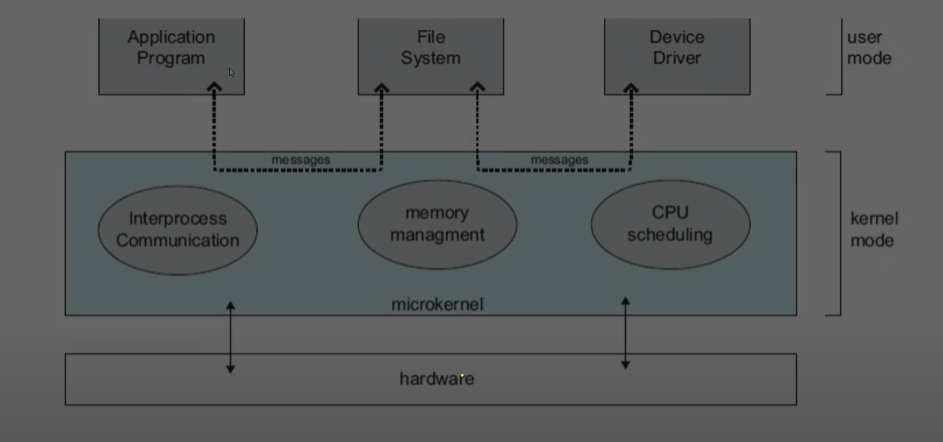 Application
Program
File
System
Device
Driver
user
mode
messages
messages
Interprocess
Communication
memory
managment
CPU
scheduling
kernel
mode
microkernel
hardware